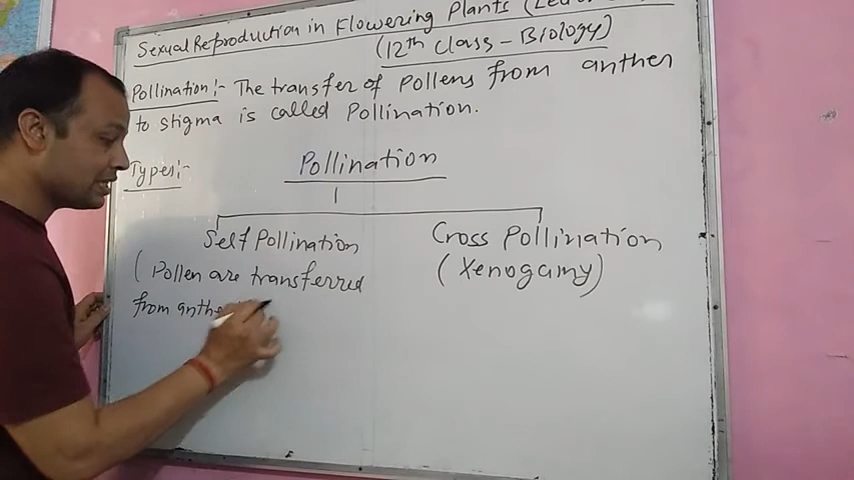 Sexual Reproduction in Flowering Plants
(12th Class - Biology)
Pollination:- The transfer of Pollens from anther
to stigma is called Pollination.
Types:-
Pollination
Self Pollination
Cross Pollination
(Pollen are transferred
(Xenogamy)
from anthe